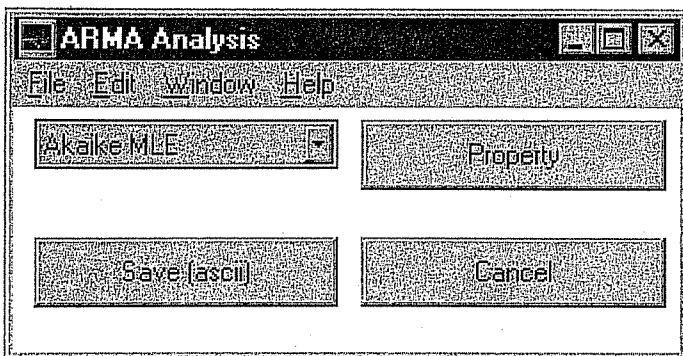 ARMA Analysis
File Edit Window Help
Akaike MLE
Property
Save (ascii)
Cancel